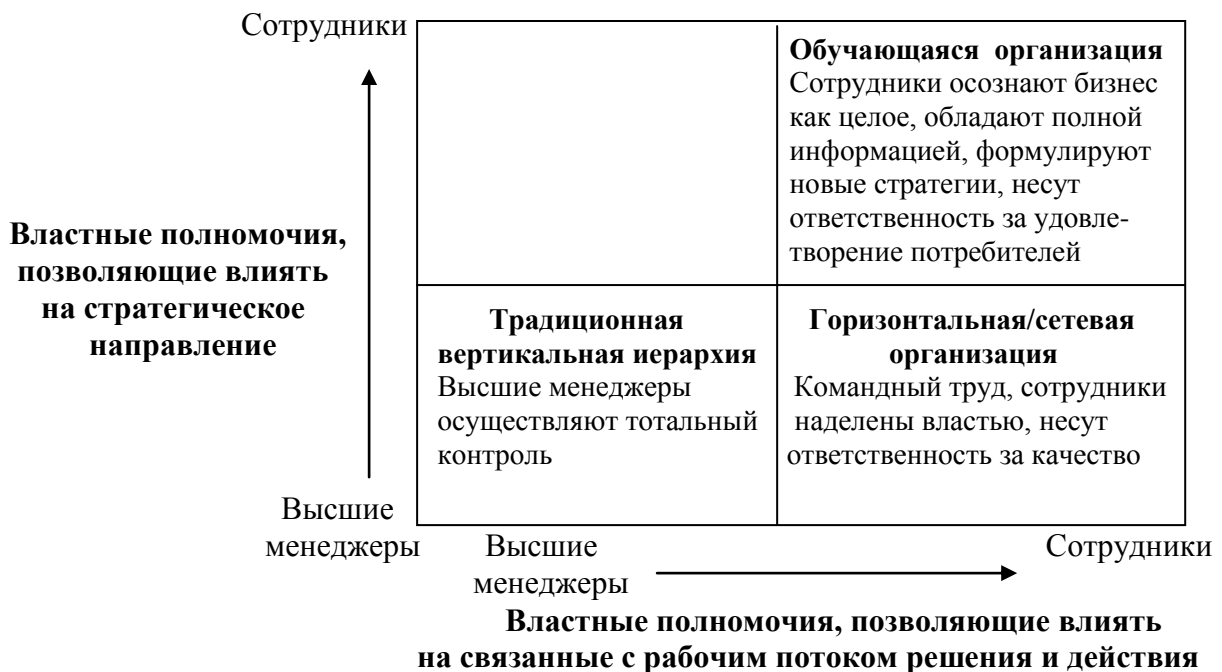 Сотрудники
Обучающаяся организация
Сотрудники осознают бизнес
как целое, обладают полной
информацией, формулируют
новые стратегии, несут
ответственность за удовле-
творение потребителей
Властные полномочия,
позволяющие влиять
на стратегическое
направление
Традиционная
вертикальная иерархия
Высшие менеджеры
осуществляют тотальный
контроль
Горизонтальная/сетевая
организация
Командный труд, сотрудники
наделены властью, несут
ответственность за качество
Высшие
менеджеры
Высшие
менеджеры
Сотрудники
Властные полномочия, позволяющие влиять
на связанные с рабочим потоком решения и действия